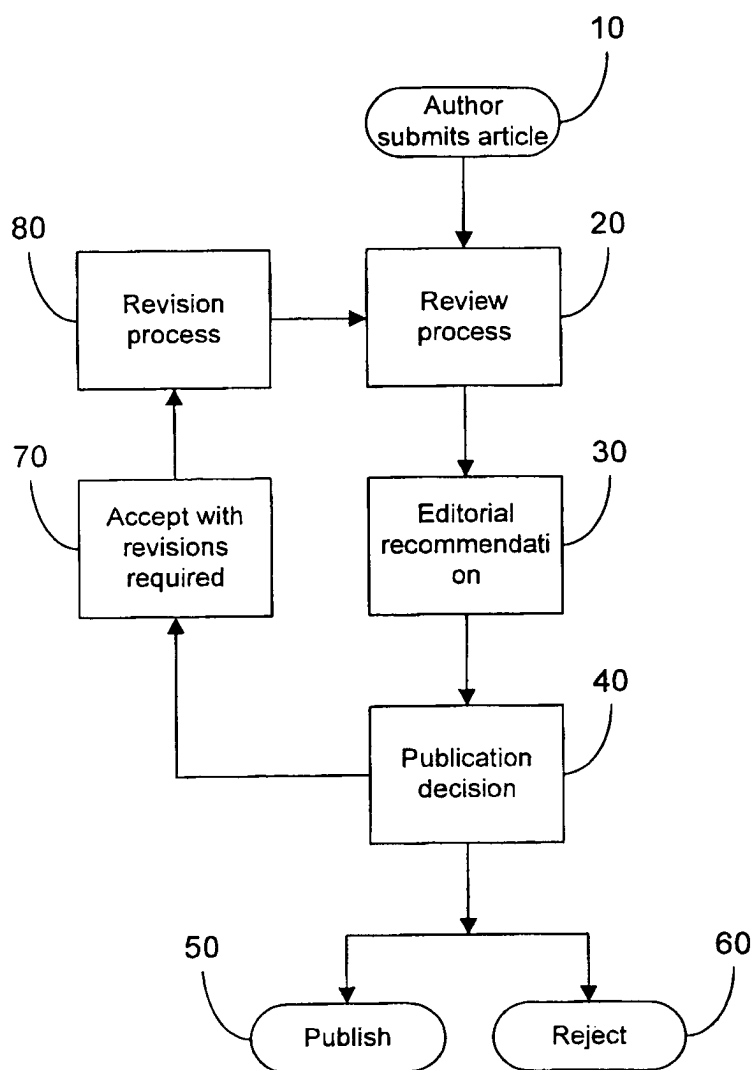 10
Author
submits article
80
20
Revision
process
Review
process
70
30
Accept with
revisions
required
Editorial
recommendati
on
40
Publication
decision
50
60
Publish
Reject